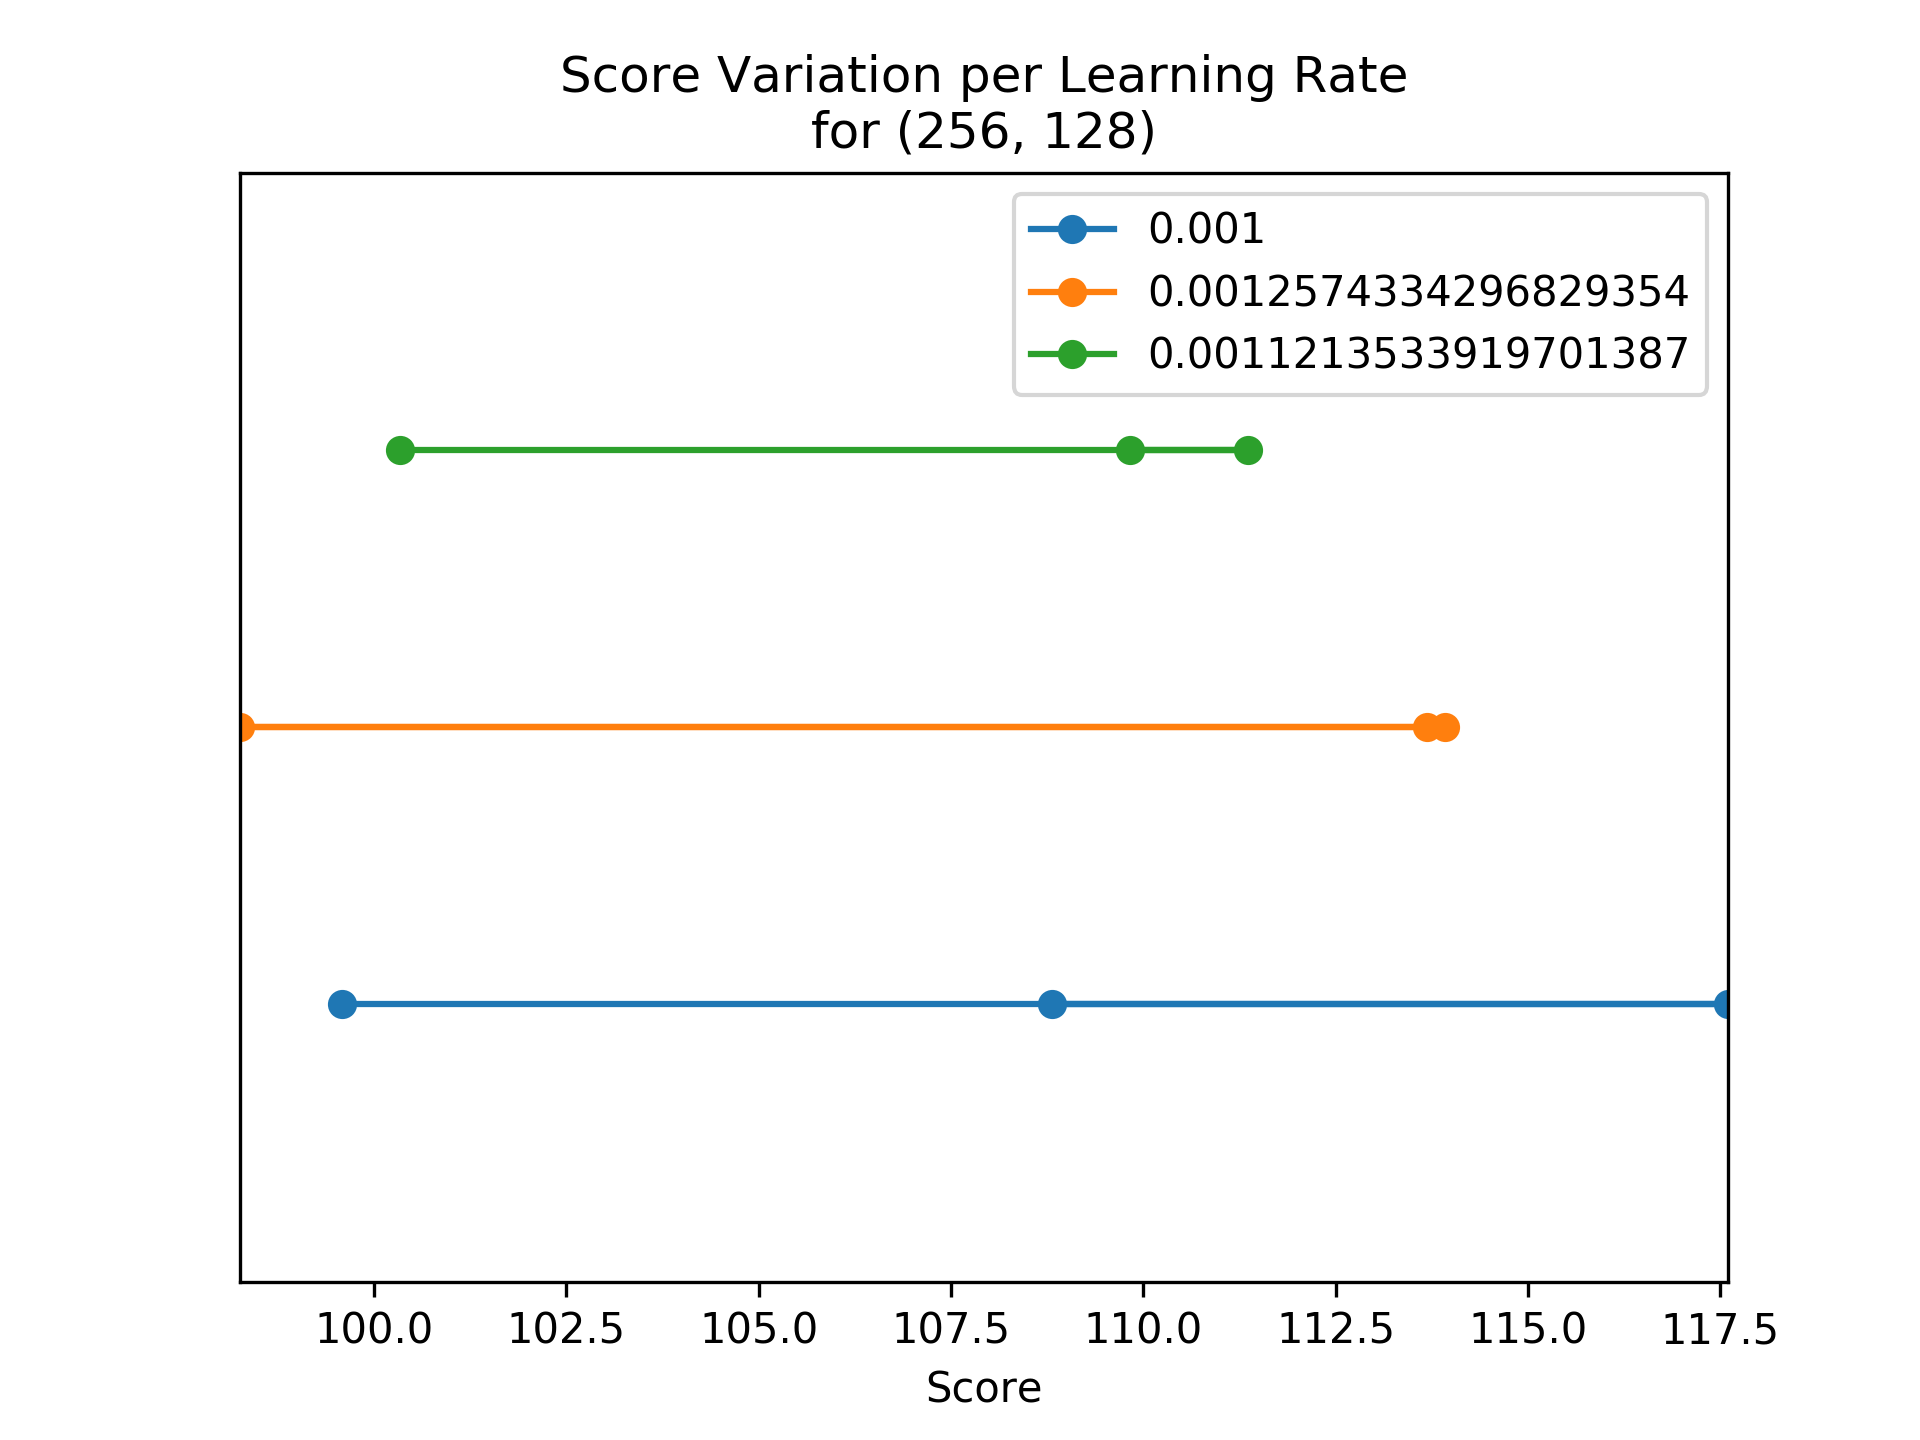 Score Variation per Learning Rate
for (256, 128)
0.001
0.0012574334296829354
0.0011213533919701387
100.0 102.5 105.0 107.5 110.0 112.5 115.0 117.5
Score